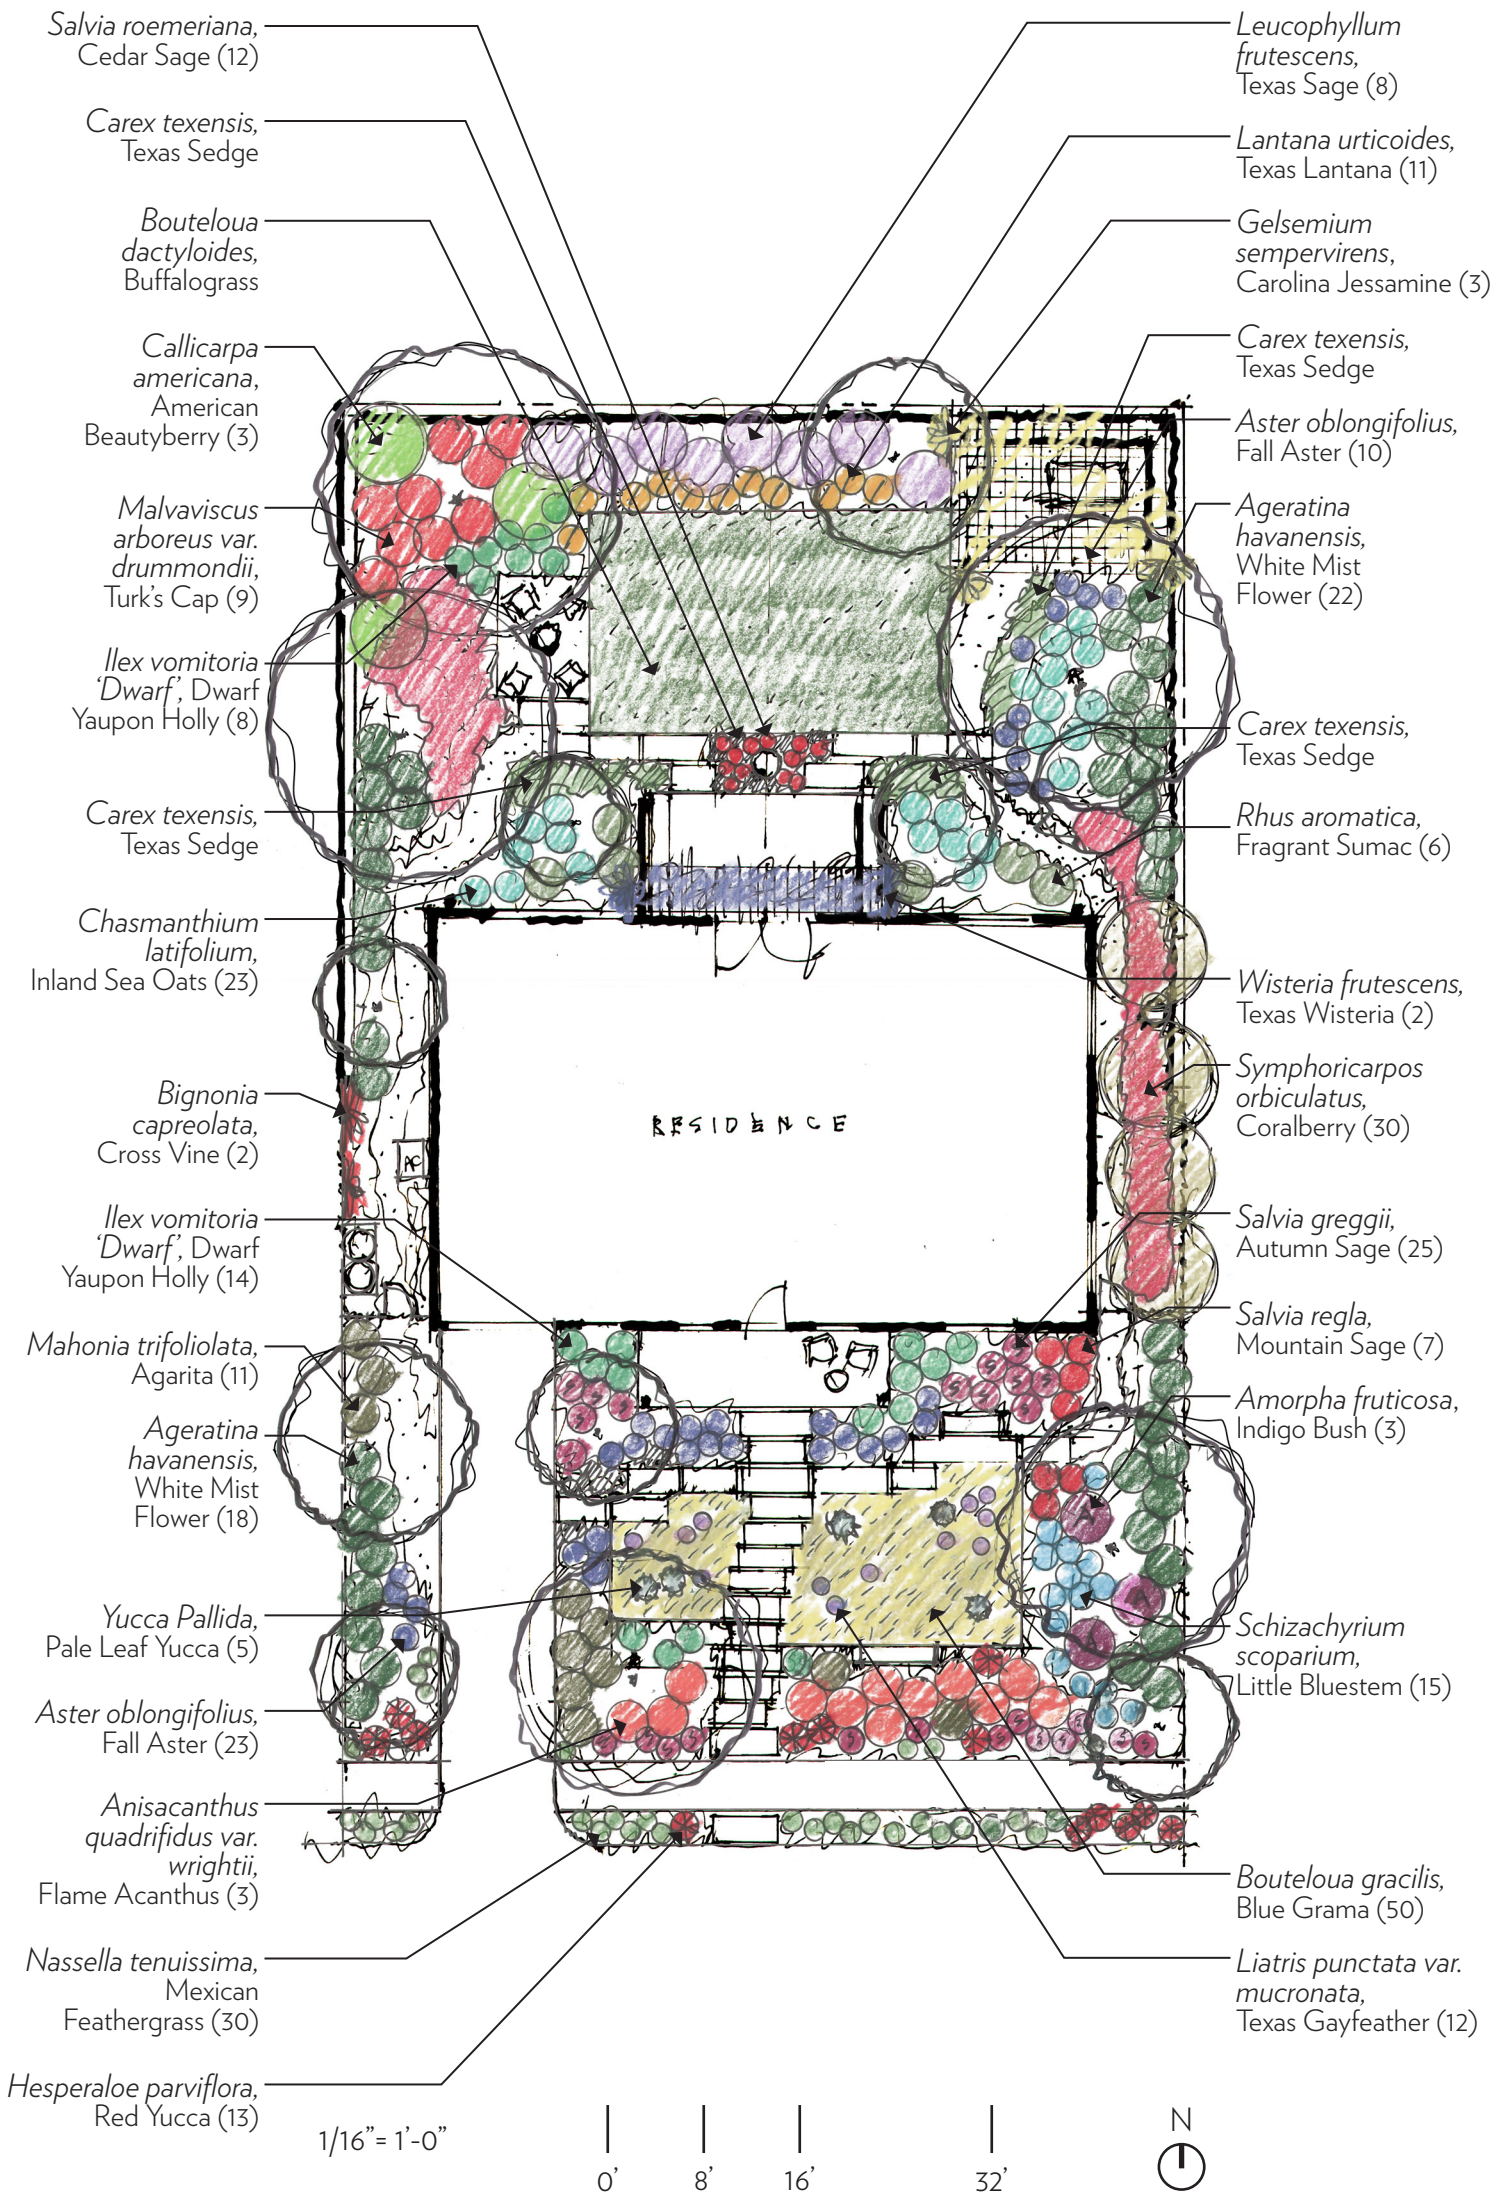 Salvia roemeriana,
Cedar Sage (12)
Carex texensis,
Texas Sedge
Bouteloua
dactyloides,
Buffalograss
Callicarpa
americana,
American
Beautyberry (3)
Malvaviscus
arboreus var.
drummondii,
Turk's Cap (9)
Ilex vomitoria
'Dwarf', Dwarf
Yaupon Holly (8)
Carex texensis,
Texas Sedge
Chasmanthium
latifolium,
Inland Sea Oats (23)
Bignonia
capreolata,
Cross Vine (2)
Ilex vomitoria
'Dwarf', Dwarf
Yaupon Holly (14)
Mahonia trifoliolata,
Agarita (11)
Ageratina
havanensis,
White Mist
Flower (18)
Yucca Pallida,
Pale Leaf Yucca (5)
Aster oblongifolius,
Fall Aster (23)
Anisacanthus
quadrifidus var.
wrightii,
Flame Acanthus (3)
Nassella tenuissima,
Mexican
Feathergrass (30)
Hesperaloe parviflora,
Red Yucca (13)
Leucophyllum
frutescens,
Texas Sage (8)
Lantana urticoides,
Texas Lantana (11)
Gelsemium
sempervirens,
Carolina Jessamine (3)
Carex texensis,
Texas Sedge
Aster oblongifolius,
Fall Aster (10)
Ageratina
havanensis,
White Mist
Flower (22)
Carex texensis,
Texas Sedge
Rhus aromatica,
Fragrant Sumac (6)
Wisteria frutescens,
Texas Wisteria (2)
Symphoricarpos
orbiculatus,
Coralberry (30)
Salvia greggii,
Autumn Sage (25)
Salvia regla,
Mountain Sage (7)
Amorpha fruticosa,
Indigo Bush (3)
Schizachyrium
scoparium,
Little Bluestem (15)
Bouteloua gracilis,
Blue Grama (50)
Liatris punctata var.
mucronata,
Texas Gayfeather (12)
RESIDENCE
AC
A
A
1/16”= 1’-0”
0’ 8’ 16’ 32’
N